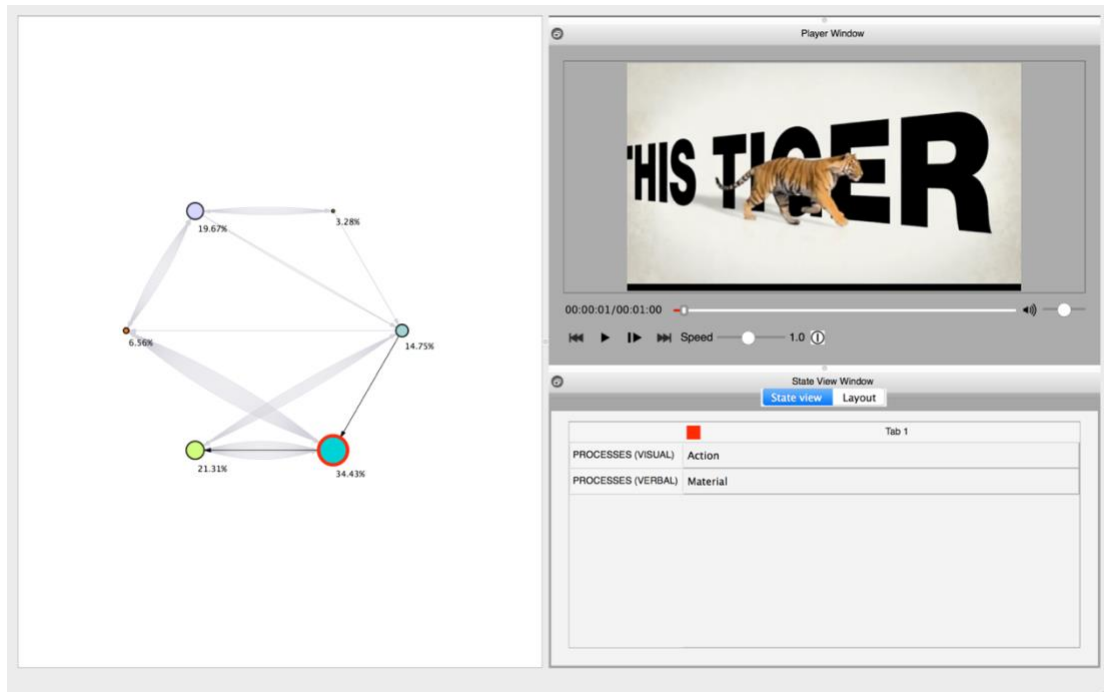 Player Window
'HIS TIGER
00:00:01/00:01:00
Speed 1.0
State View Window
State view Layout
Tab 1
PROCESSES (VISUAL) Action
PROCESSES (VERBAL) Material
19.67%
3.28%
6.56%
14.75%
21.31%
34.43%